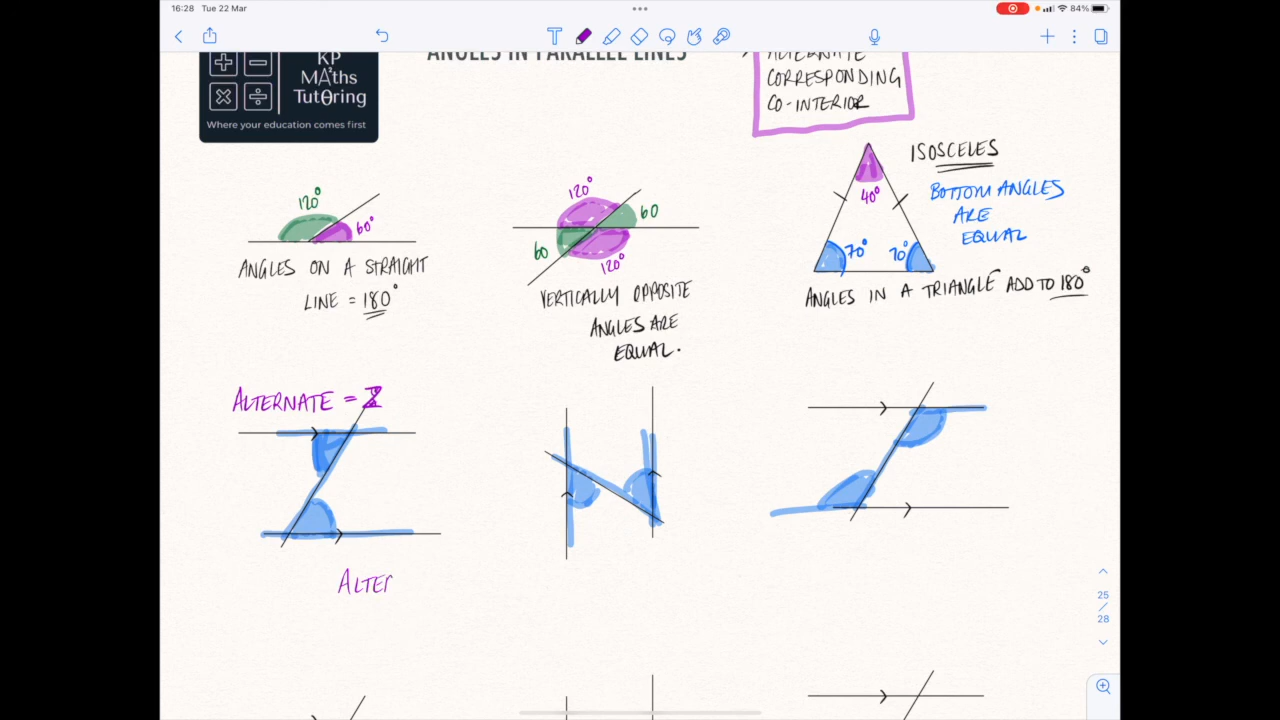 16:28 Tue 22 Mar
84%
ANGLES IN PARALLEL LINES
ALTERNATE
CORRESPONDING
CO-INTERIOR
KP
MAths
Tutθring
Where your education comes first
120°
60°
ANGLES ON A STRAIGHT
LINE = 180°
120°
60
60
120°
VERTICALLY OPPOSITE
ANGLES ARE
EQUAL.
ISOSCELES
40°
BOTTOM ANGLES
ARE
EQUAL
70°
70°
ANGLES IN A TRIANGLE ADD TO 180°
ALTERNATE = Z
ALTER
25
/
28